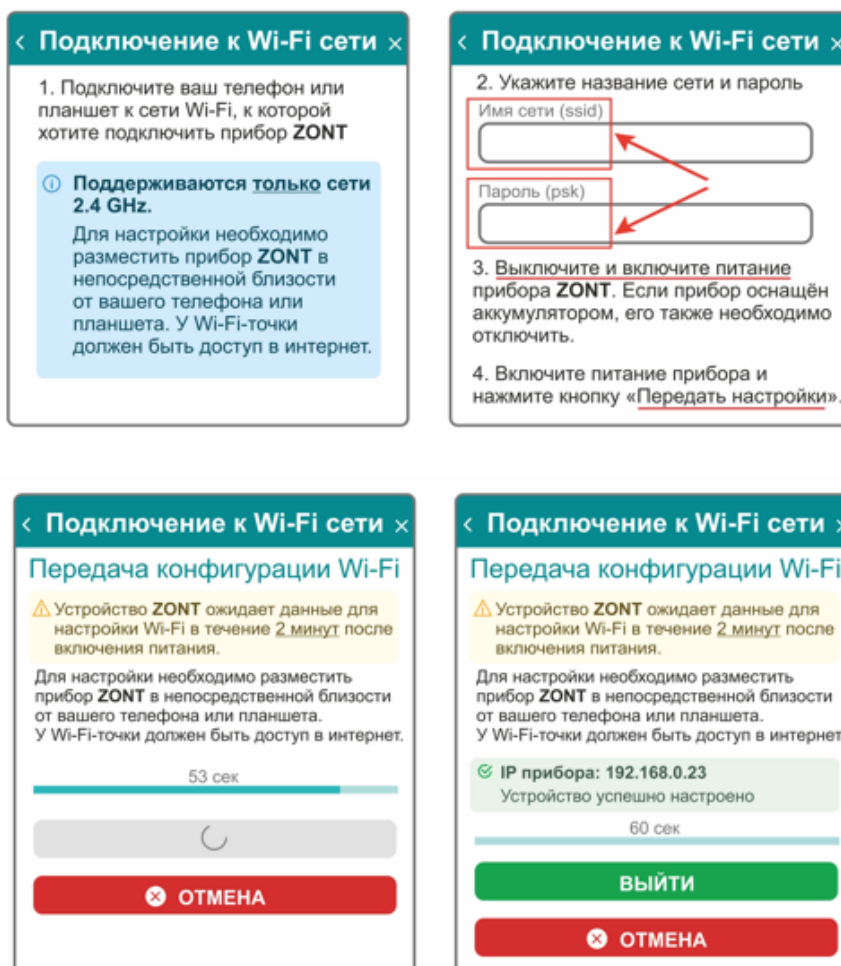 Подключение к Wi-Fi сети
1. Подключите ваш телефон или
планшет к сети Wi-Fi, к которой
хотите подключить прибор ZONT
Поддерживаются только сети
2.4 GHz.
Для настройки необходимо
разместить прибор ZONT в
непосредственной близости
от вашего телефона или
планшета. У Wi-Fi-точки
должен быть доступ в интернет.
Подключение к Wi-Fi сети
2. Укажите название сети и пароль
Имя сети (ssid)
Пароль (psk)
3. Выключите и включите питание
прибора ZONT. Если прибор оснащён
аккумулятором, его также необходимо
отключить.
4. Включите питание прибора и
нажмите кнопку «Передать настройки».
Подключение к Wi-Fi сети
Передача конфигурации Wi-Fi
Устройство ZONT ожидает данные для
настройки Wi-Fi в течение 2 минут после
включения питания.
Для настройки необходимо разместить
прибор ZONT в непосредственной близости
от вашего телефона или планшета.
У Wi-Fi-точки должен быть доступ в интернет.
53 сек
ОТМЕНА
Подключение к Wi-Fi сети
Передача конфигурации Wi-Fi
Устройство ZONT ожидает данные для
настройки Wi-Fi в течение 2 минут после
включения питания.
Для настройки необходимо разместить
прибор ZONT в непосредственной близости
от вашего телефона или планшета.
У Wi-Fi-точки должен быть доступ в интернет
IP прибора: 192.168.0.23
Устройство успешно настроено
60 сек
ВЫЙТИ
ОТМЕНА